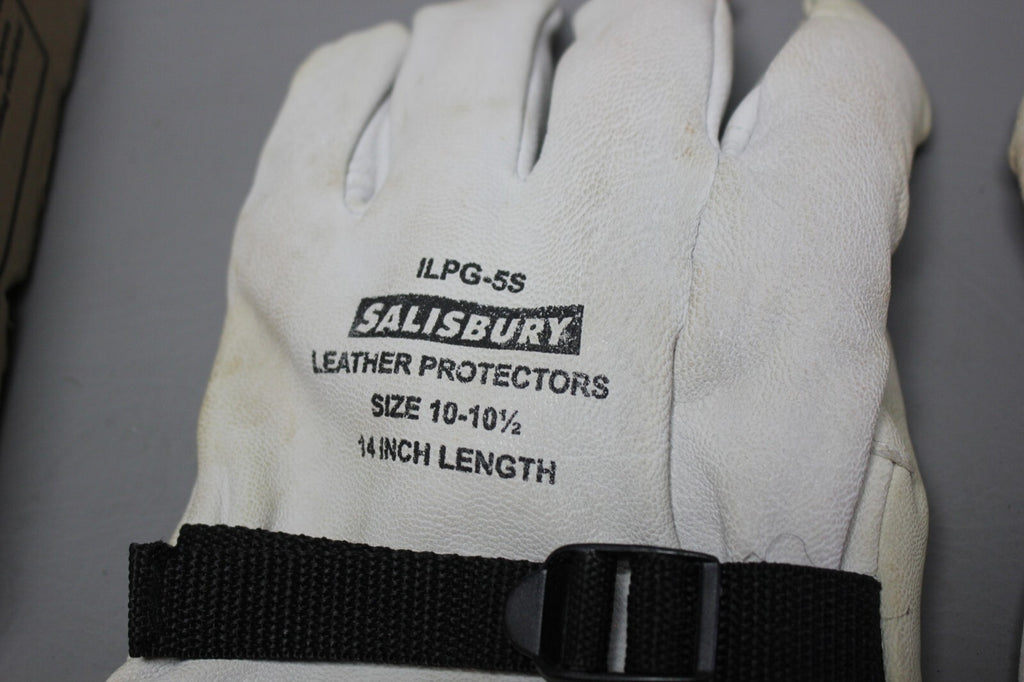 ILPG-5S
SALISBURY
LEATHER PROTECTORS
SIZE 10-10½
14 INCH LENGTH